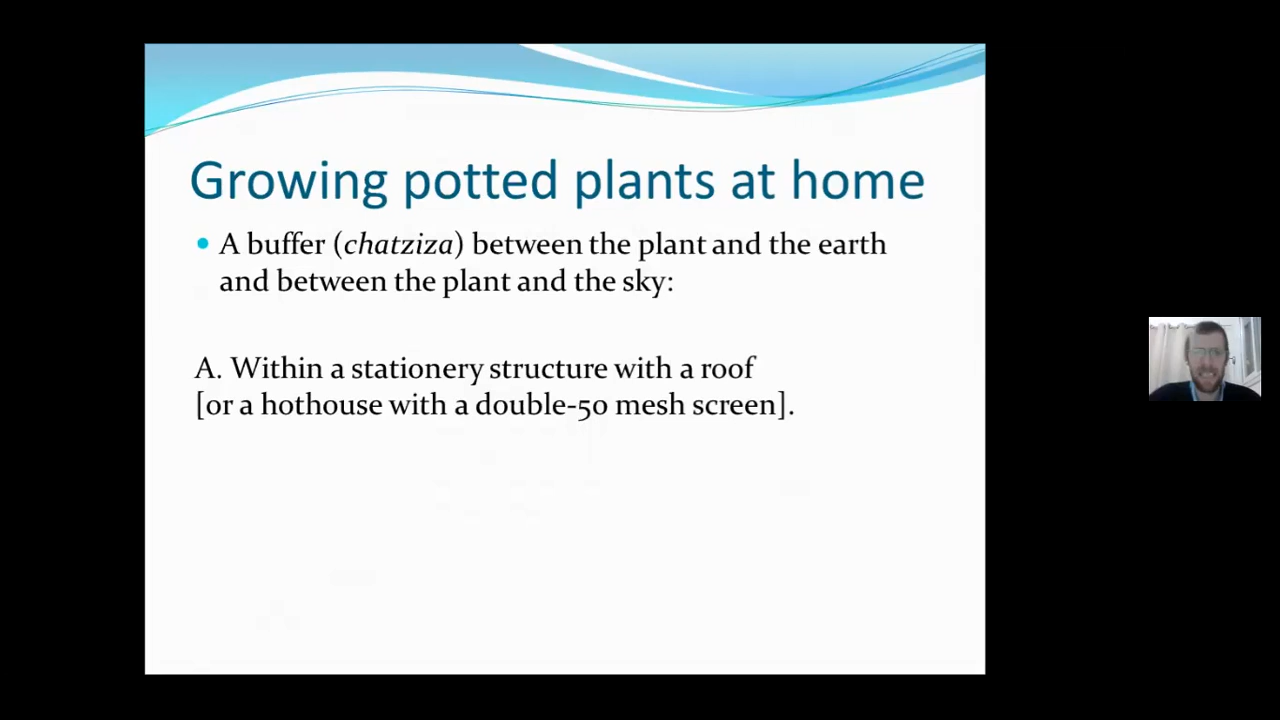 Growing potted plants at home
• A buffer (chatziza) between the plant and the earth
and between the plant and the sky:
A. Within a stationery structure with a roof
[or a hothouse with a double-50 mesh screen].